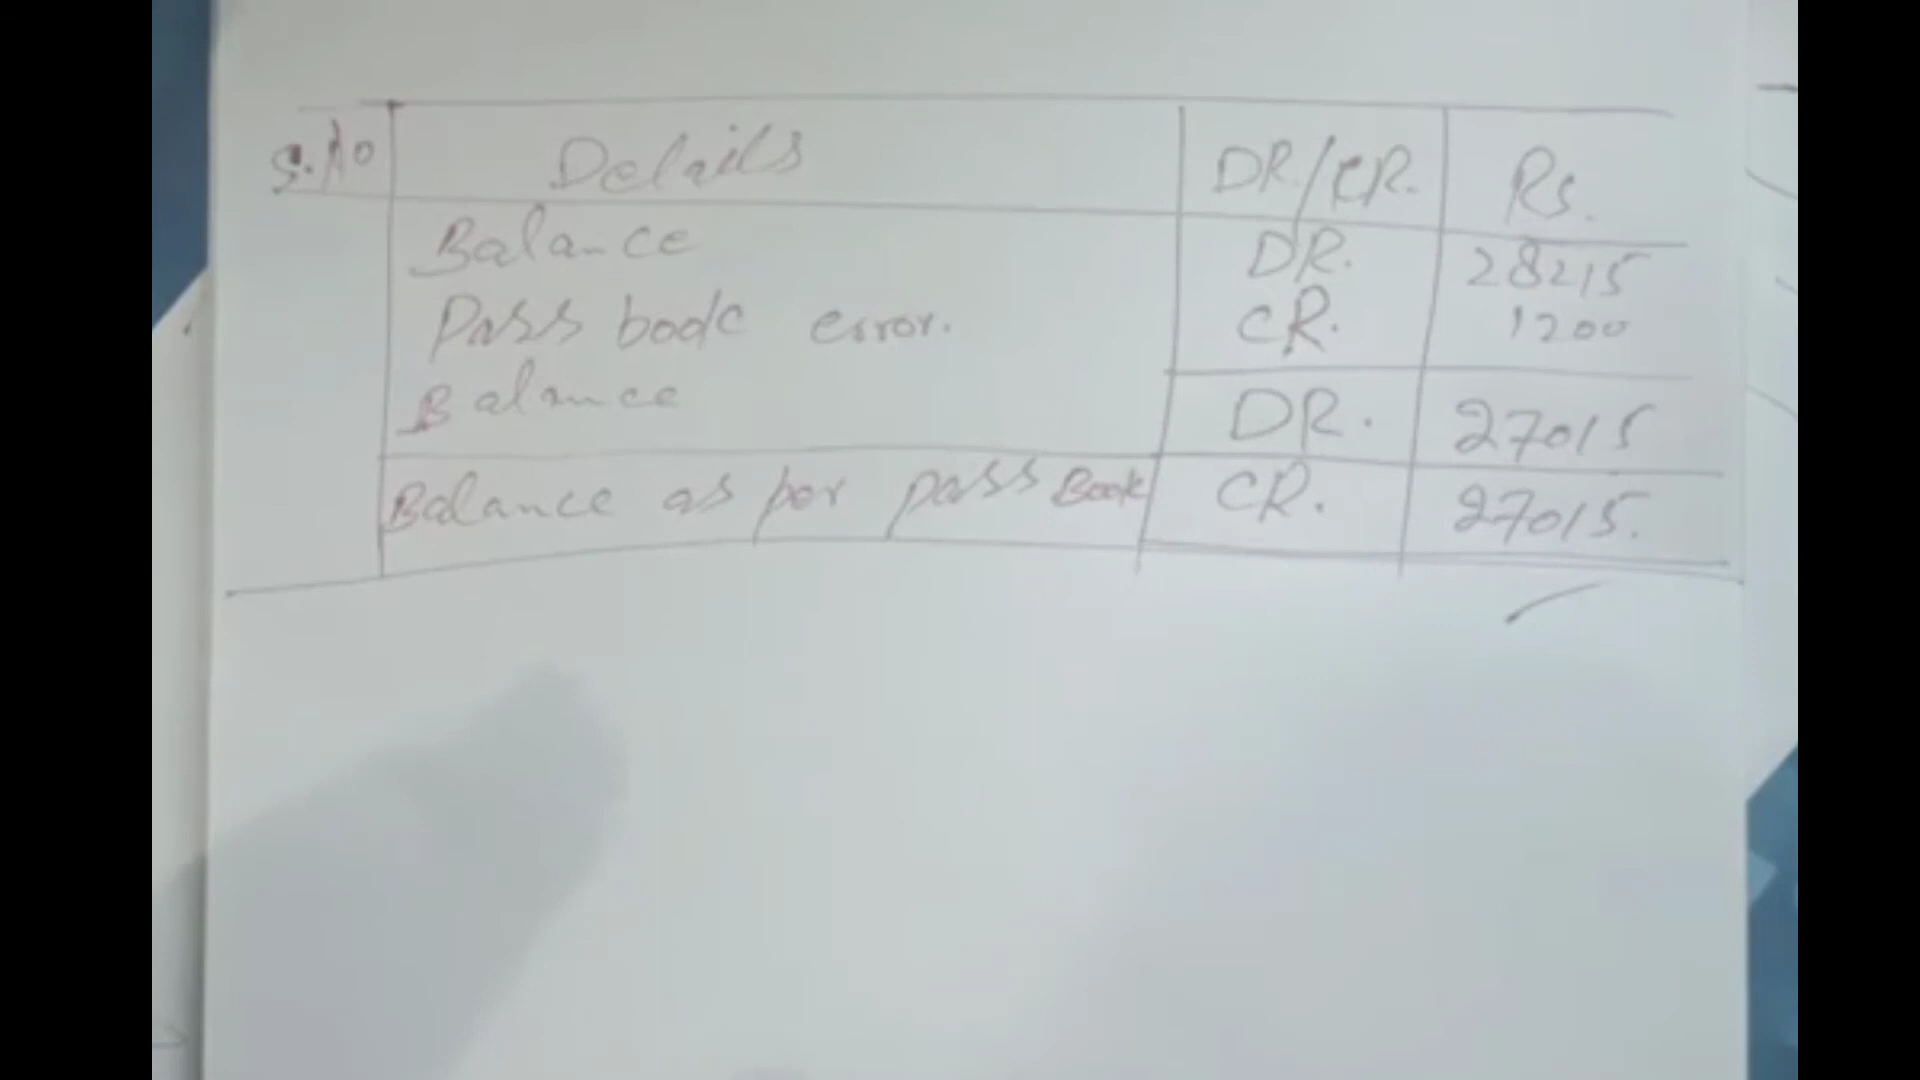 S.No Details DR/CR. Rs.
Balance DR. 28215
Pass book error. CR. 1200
Balance DR. 27015
Balance as per pass Book CR. 27015.